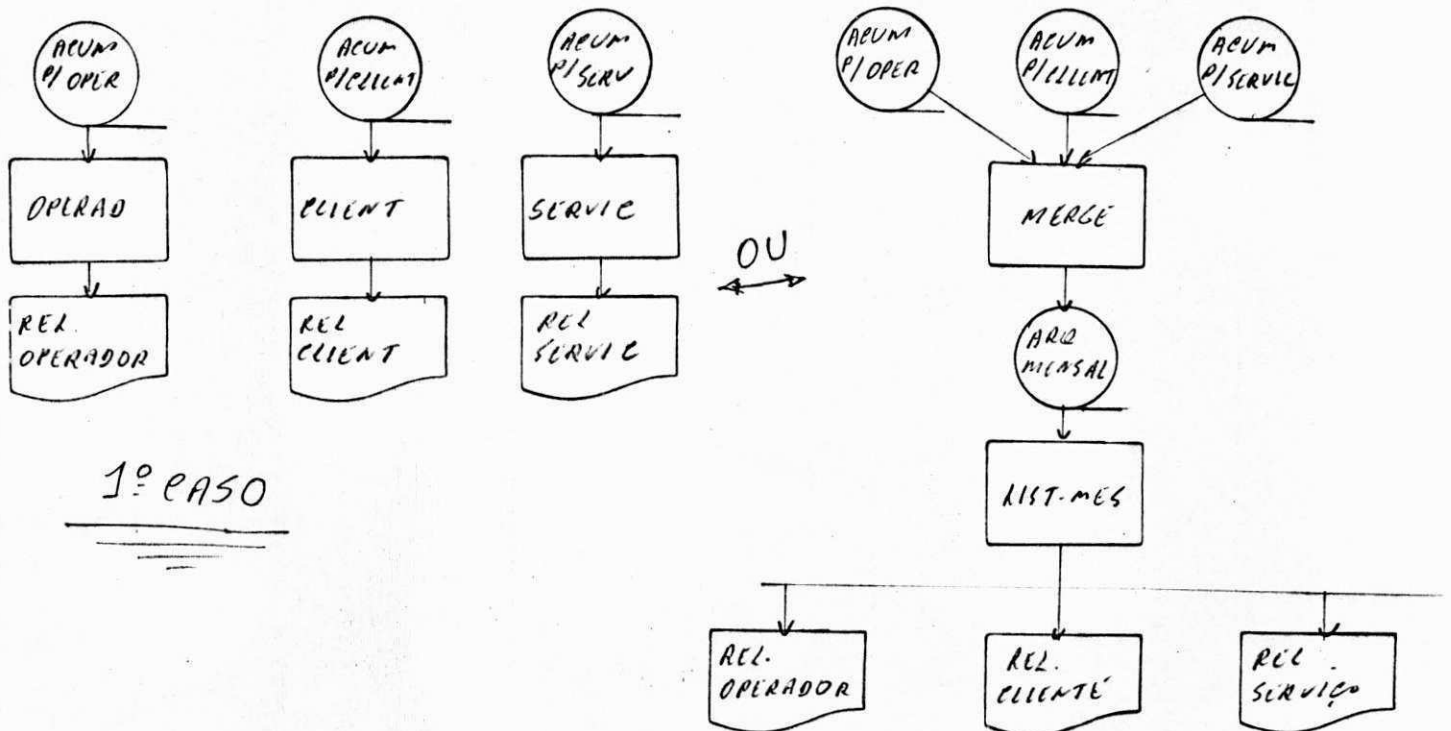 ACUM
P/OPER
ACUM
P/CLIENT
ACUM
P/SERV
ACUM
P/OPER
ACUM
P/CLIENT
ACUM
P/SERVIC
OPERAD
CLIENT
SERVIC
OU
MERGE
REL.
OPERADOR
REL
CLIENT
REL
SERVIC
ARQ
MENSAL
1º CASO
LIST-MES
REL.
OPERADOR
REL.
CLIENTE
REL.
SERVIÇO